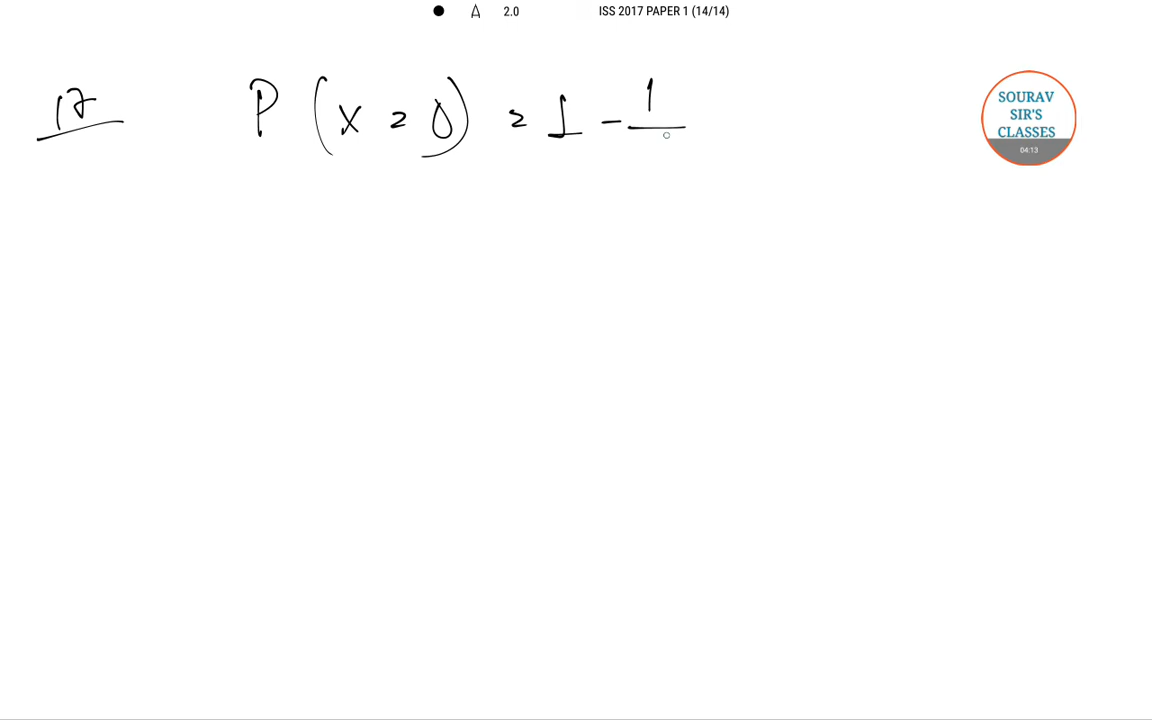 A 2.0 ISS 2017 PAPER 1 (14/14)
17 P(X = 0) = 1 - 1
SOURAV
SIR'S
CLASSES
04:13